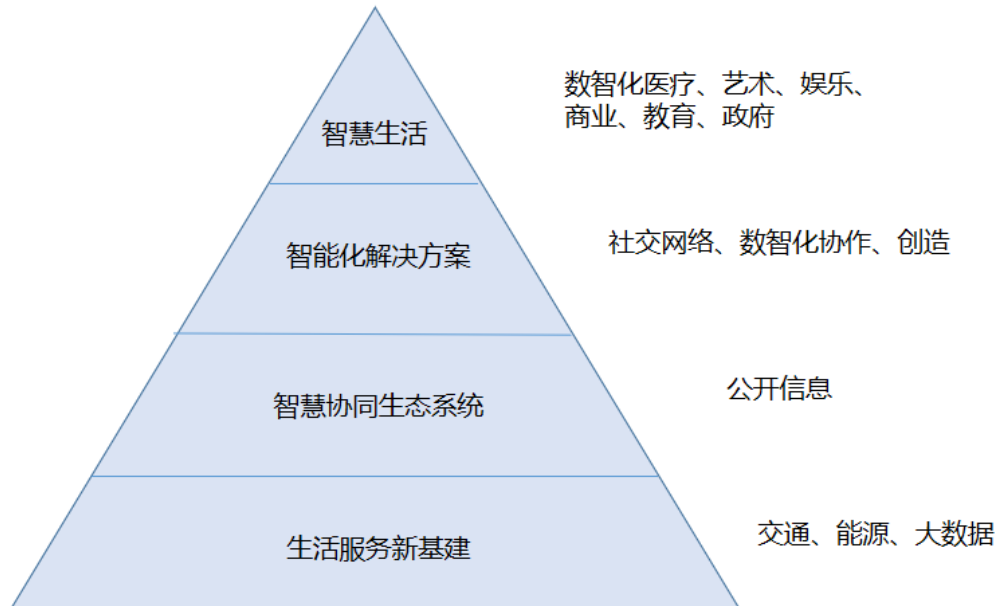 数智化医疗、艺术、娱乐、
商业、教育、政府
智慧生活
社交网络、数智化协作、创造
智能化解决方案
公开信息
智慧协同生态系统
交通、能源、大数据
生活服务新基建